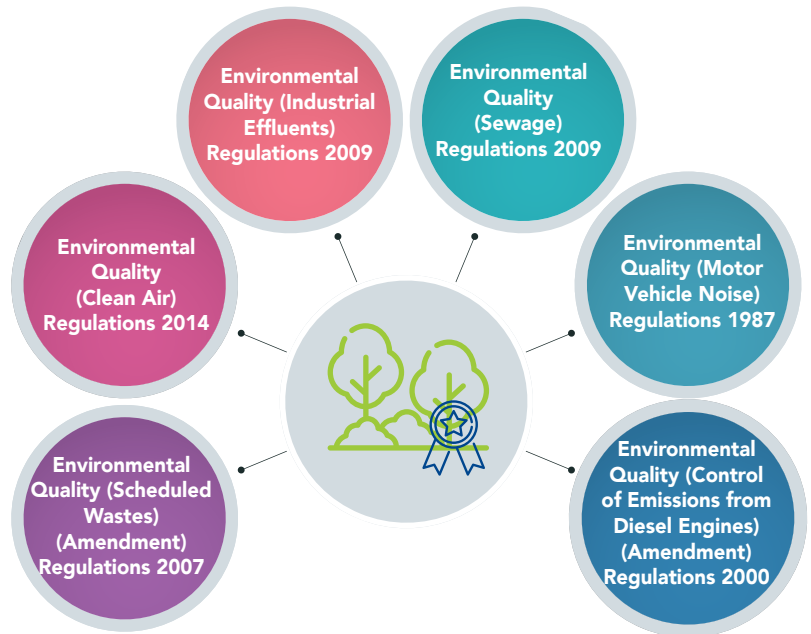 Environmental
Quality (Industrial
Effluents)
Regulations 2009
Environmental
Quality
(Sewage)
Regulations 2009
Environmental
Quality
(Clean Air)
Regulations 2014
Environmental
Quality (Motor
Vehicle Noise)
Regulations 1987
Environmental
Quality (Scheduled
Wastes)
(Amendment)
Regulations 2007
Environmental
Quality (Control
of Emissions from
Diesel Engines)
(Amendment)
Regulations 2000